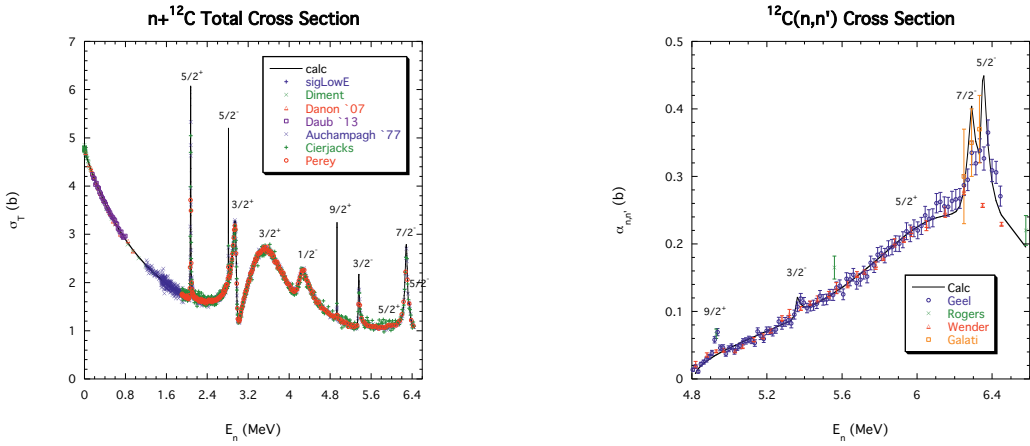 n+¹²C Total Cross Section
7
6
5
4
3
2
1
0
σ_T (b)
0
0.8
1.6
2.4
3.2
4
4.8
5.6
6.4
E_n (MeV)
5/2⁺
5/2⁻
3/2⁺
3/2⁺
1/2⁻
9/2⁺
3/2⁻
5/2⁺
7/2⁻
5/2⁻
calc
sigLowE
Diment
Danon `07
Daub `13
Auchampagh `77
Cierjacks
Perey
¹²C(n,n') Cross Section
0.5
0.4
0.3
0.2
0.1
0
α_n,n' (b)
4.8
5.2
5.6
6
6.4
E_n (MeV)
9/2⁺
3/2⁻
5/2⁺
7/2⁻
5/2⁻
Calc
Geel
Rogers
Wender
Galati